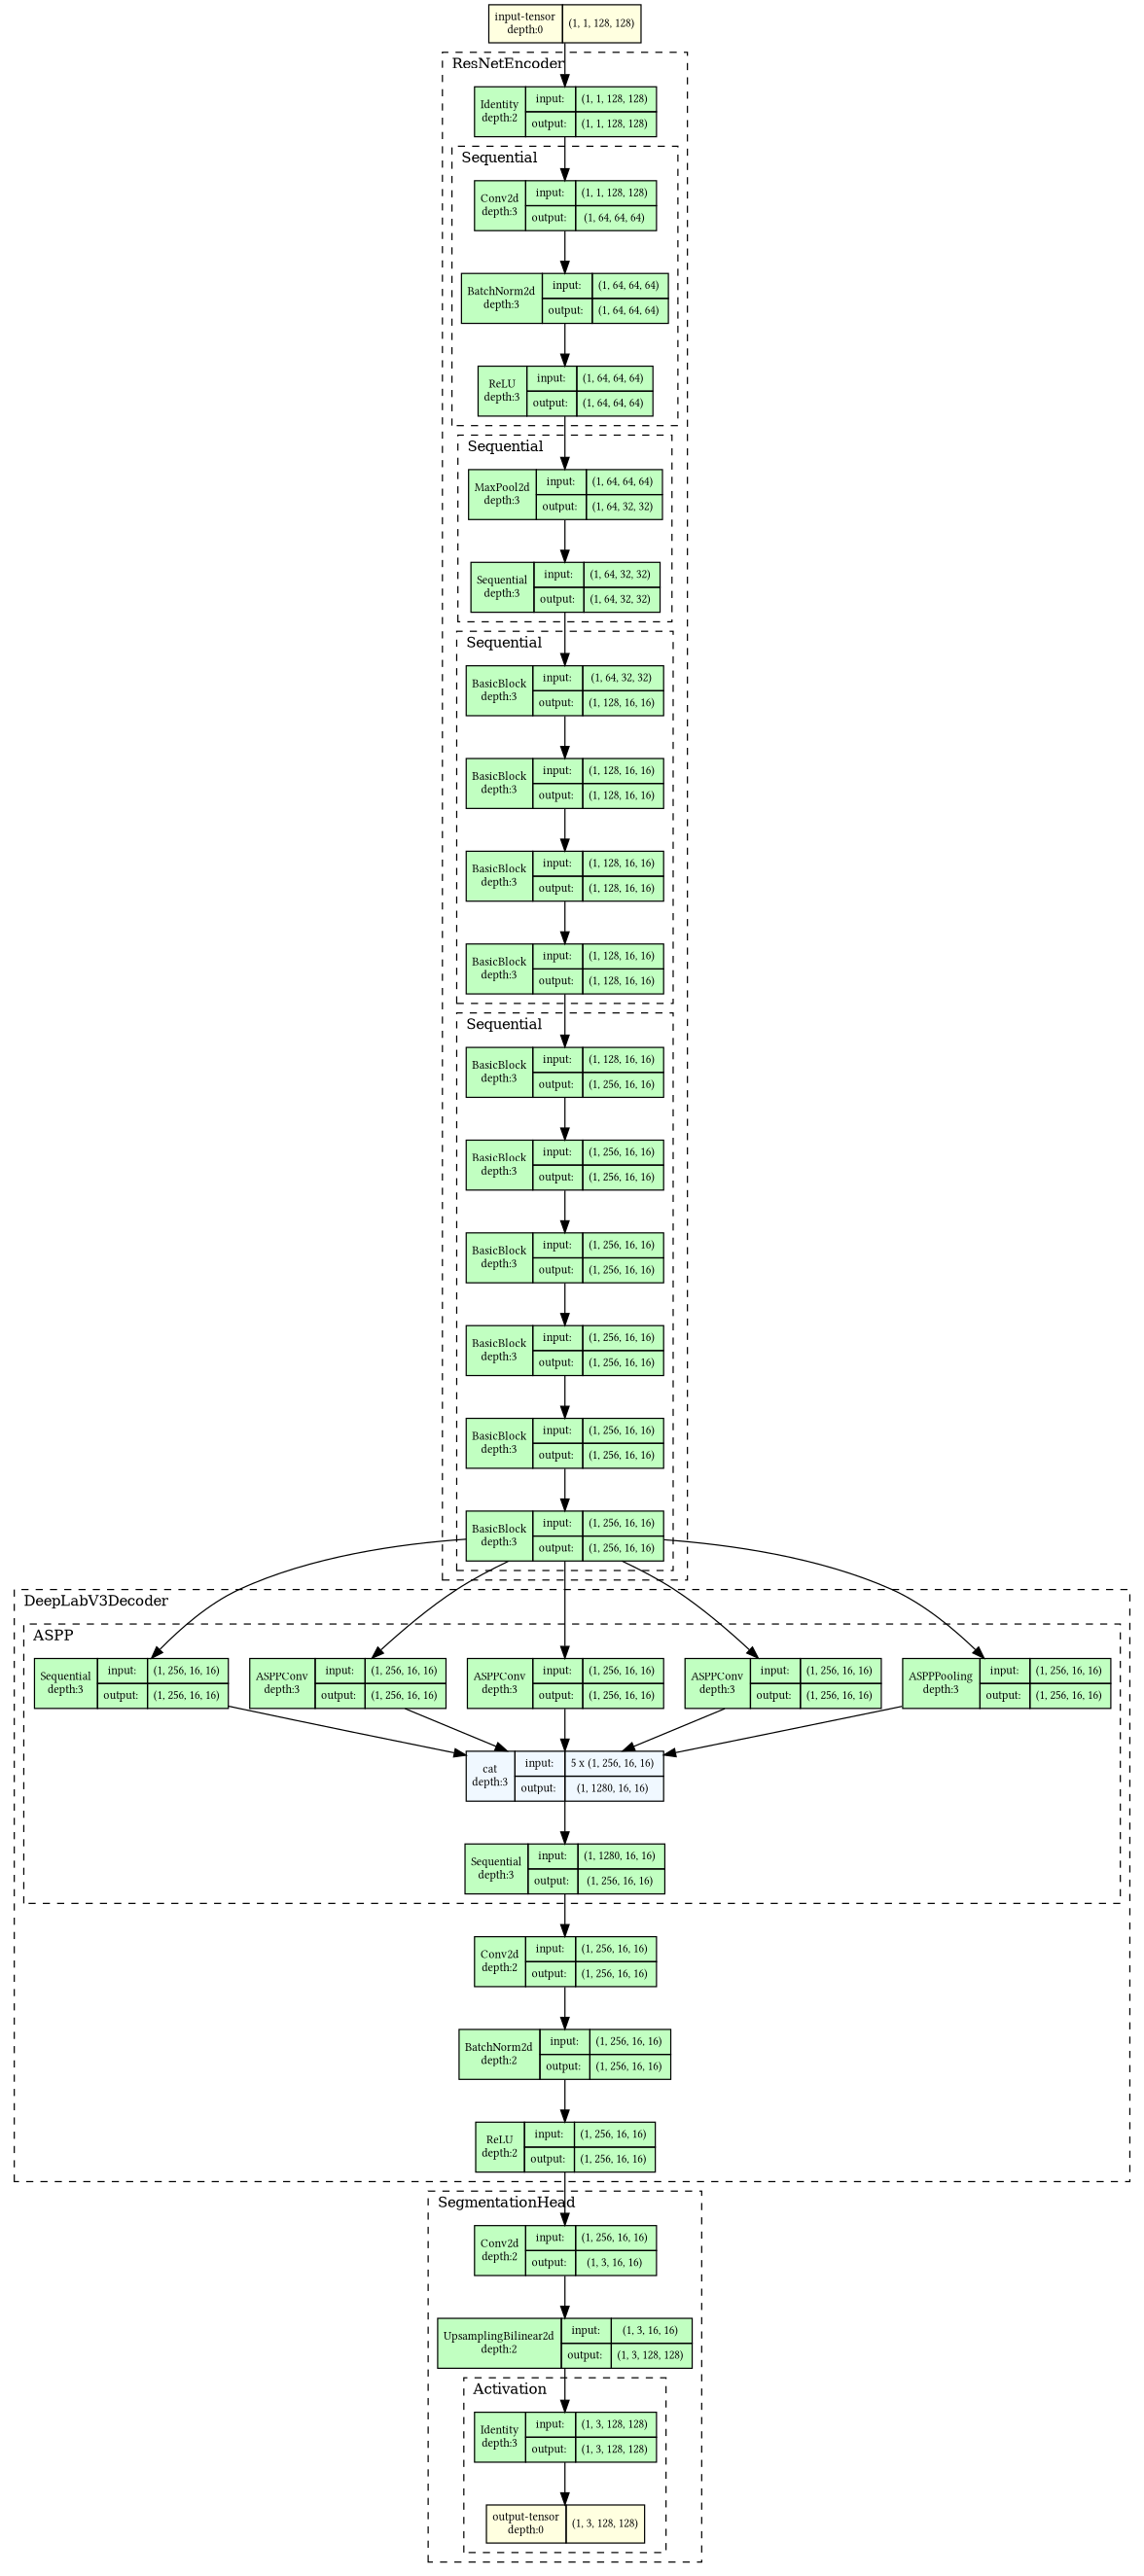 input-tensor
depth:0
(1, 1, 128, 128)
ResNetEncoder
Identity
depth:2
input:
(1, 1, 128, 128)
output:
(1, 1, 128, 128)
Sequential
Conv2d
depth:3
input:
(1, 1, 128, 128)
output:
(1, 64, 64, 64)
BatchNorm2d
depth:3
input:
(1, 64, 64, 64)
output:
(1, 64, 64, 64)
ReLU
depth:3
input:
(1, 64, 64, 64)
output:
(1, 64, 64, 64)
Sequential
MaxPool2d
depth:3
input:
(1, 64, 64, 64)
output:
(1, 64, 32, 32)
Sequential
depth:3
input:
(1, 64, 32, 32)
output:
(1, 64, 32, 32)
Sequential
BasicBlock
depth:3
input:
(1, 64, 32, 32)
output:
(1, 128, 16, 16)
BasicBlock
depth:3
input:
(1, 128, 16, 16)
output:
(1, 128, 16, 16)
BasicBlock
depth:3
input:
(1, 128, 16, 16)
output:
(1, 128, 16, 16)
BasicBlock
depth:3
input:
(1, 128, 16, 16)
output:
(1, 128, 16, 16)
Sequential
BasicBlock
depth:3
input:
(1, 128, 16, 16)
output:
(1, 256, 16, 16)
BasicBlock
depth:3
input:
(1, 256, 16, 16)
output:
(1, 256, 16, 16)
BasicBlock
depth:3
input:
(1, 256, 16, 16)
output:
(1, 256, 16, 16)
BasicBlock
depth:3
input:
(1, 256, 16, 16)
output:
(1, 256, 16, 16)
BasicBlock
depth:3
input:
(1, 256, 16, 16)
output:
(1, 256, 16, 16)
BasicBlock
depth:3
input:
(1, 256, 16, 16)
output:
(1, 256, 16, 16)
DeepLabV3Decoder
ASPP
Sequential
depth:3
input:
(1, 256, 16, 16)
output:
(1, 256, 16, 16)
ASPPConv
depth:3
input:
(1, 256, 16, 16)
output:
(1, 256, 16, 16)
ASPPConv
depth:3
input:
(1, 256, 16, 16)
output:
(1, 256, 16, 16)
ASPPConv
depth:3
input:
(1, 256, 16, 16)
output:
(1, 256, 16, 16)
ASPPPooling
depth:3
input:
(1, 256, 16, 16)
output:
(1, 256, 16, 16)
cat
depth:3
input:
5 x (1, 256, 16, 16)
output:
(1, 1280, 16, 16)
Sequential
depth:3
input:
(1, 1280, 16, 16)
output:
(1, 256, 16, 16)
Conv2d
depth:2
input:
(1, 256, 16, 16)
output:
(1, 256, 16, 16)
BatchNorm2d
depth:2
input:
(1, 256, 16, 16)
output:
(1, 256, 16, 16)
ReLU
depth:2
input:
(1, 256, 16, 16)
output:
(1, 256, 16, 16)
SegmentationHead
Conv2d
depth:2
input:
(1, 256, 16, 16)
output:
(1, 3, 16, 16)
UpsamplingBilinear2d
depth:2
input:
(1, 3, 16, 16)
output:
(1, 3, 128, 128)
Activation
Identity
depth:3
input:
(1, 3, 128, 128)
output:
(1, 3, 128, 128)
output-tensor
depth:0
(1, 3, 128, 128)